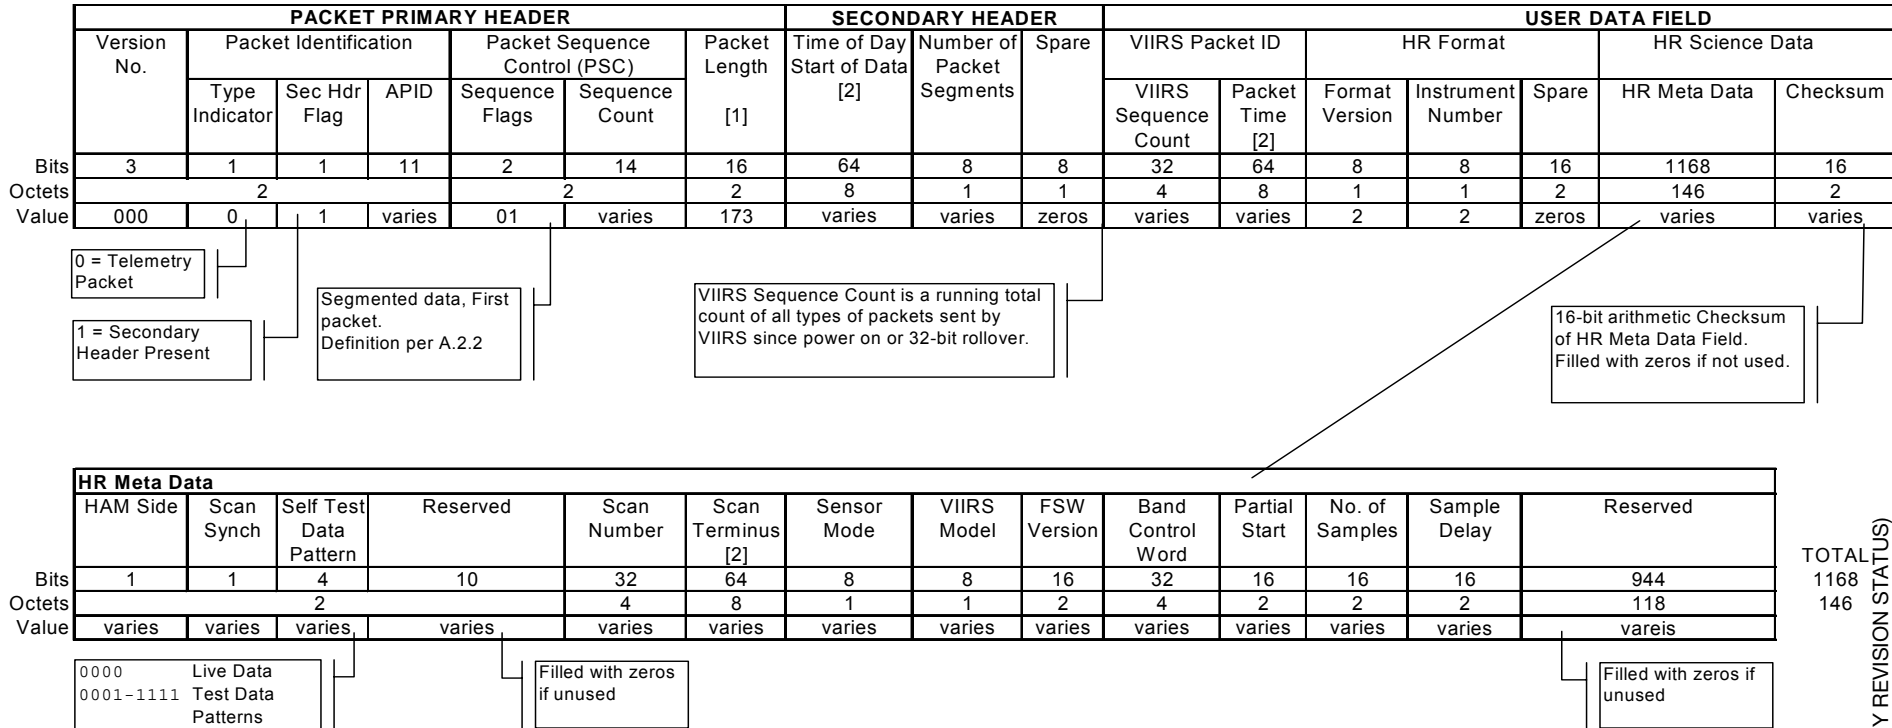 PACKET PRIMARY HEADER SECONDARY HEADER USER DATA FIELD
Version No. Packet Identification Packet Sequence Control (PSC) Packet Length [1] Time of Day Start of Data [2] Number of Packet Segments Spare VIIRS Packet ID HR Format HR Science Data
Type Indicator Sec Hdr Flag APID Sequence Flags Sequence Count VIIRS Sequence Count Packet Time [2] Format Version Instrument Number Spare HR Meta Data Checksum
Bits 3 1 1 11 2 14 16 64 8 8 32 64 8 8 16 1168 16
Octets 2 2 2 8 1 1 4 8 1 1 2 146 2
Value 000 0 1 varies 01 varies 173 varies varies zeros varies varies 2 2 zeros varies varies
0 = Telemetry
Packet
1 = Secondary
Header Present
Segmented data, First
packet.
Definition per A.2.2
VIIRS Sequence Count is a running total
count of all types of packets sent by
VIIRS since power on or 32-bit rollover.
16-bit arithmetic Checksum
of HR Meta Data Field.
Filled with zeros if not used.
HR Meta Data
HAM Side Scan Synch Self Test Data Pattern Reserved Scan Number Scan Terminus [2] Sensor Mode VIIRS Model FSW Version Band Control Word Partial Start No. of Samples Sample Delay Reserved
TOTAL
Bits 1 1 4 10 32 64 8 8 16 32 16 16 16 944 1168
Octets 2 4 8 1 1 2 4 2 2 2 118 146
Value varies varies varies varies varies varies varies varies varies varies varies varies varies vareis
0000 Live Data
0001-1111 Test Data
Patterns
Filled with zeros
if unused
Filled with zeros if
unused
Y REVISION STATUS)